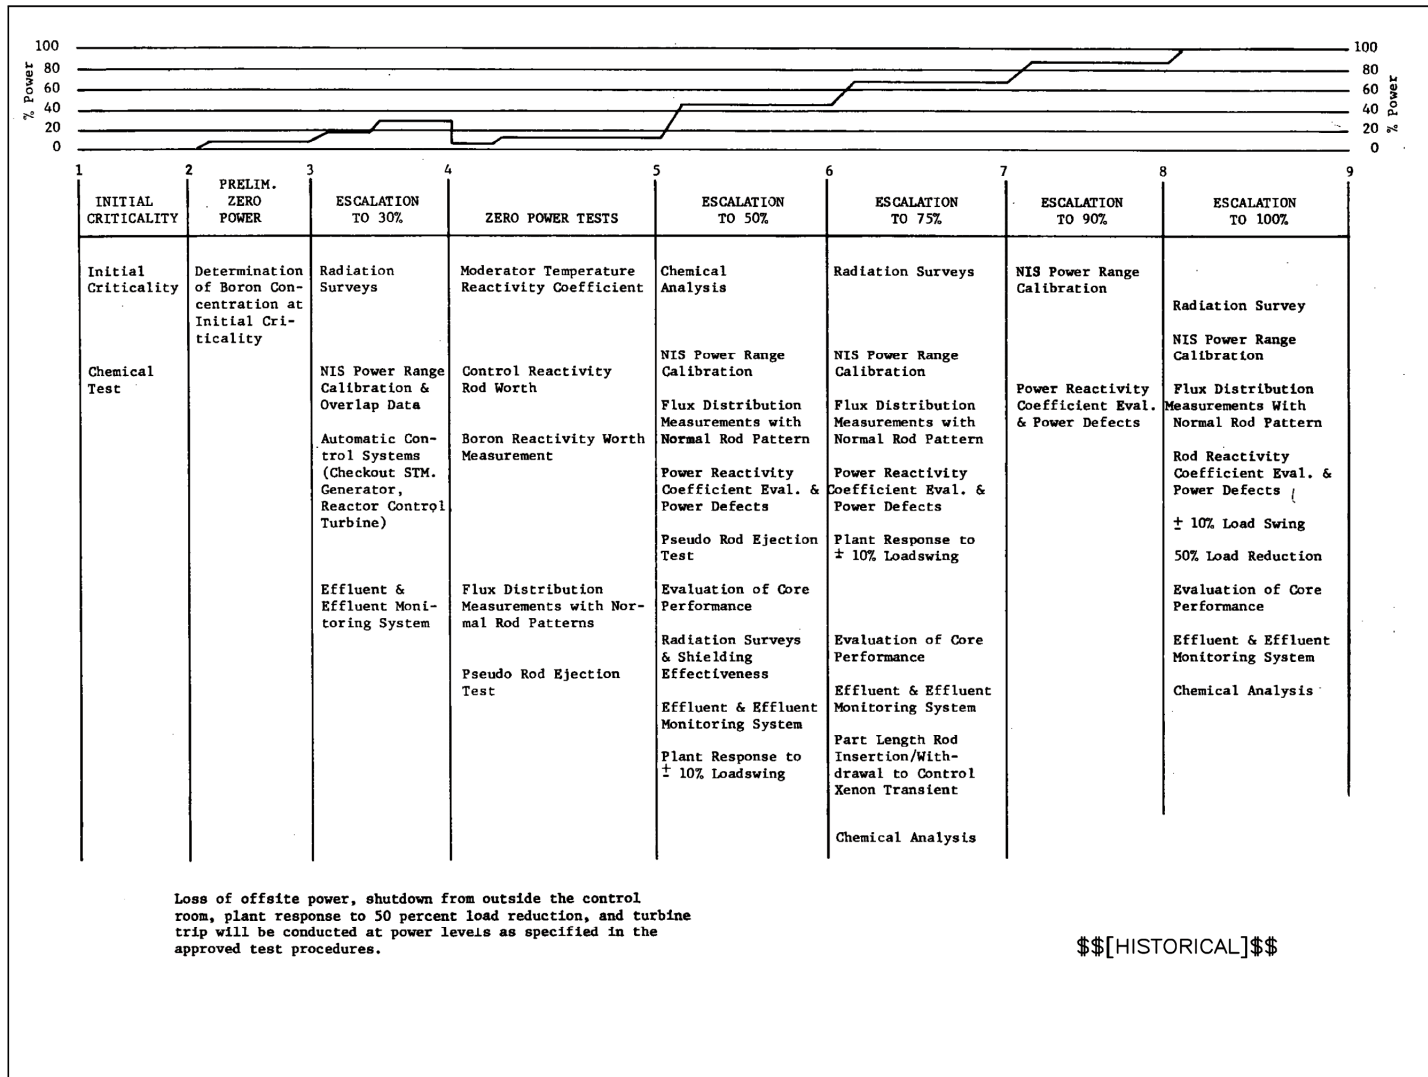 100
80
60
40
20
0
% Power
100
80
60
40
20
0
% Power
1
2
3
4
5
6
7
8
9
INITIAL
CRITICALITY
PRELIM.
ZERO
POWER
ESCALATION
TO 30%
ZERO POWER TESTS
ESCALATION
TO 50%
ESCALATION
TO 75%
ESCALATION
TO 90%
ESCALATION
TO 100%
Initial
Criticality
Chemical
Test
Determination
of Boron Con-
centration at
Initial Cri-
ticality
Radiation
Surveys
NIS Power Range
Calibration &
Overlap Data
Automatic Con-
trol Systems
(Checkout STM.
Generator,
Reactor Control
Turbine)
Effluent &
Effluent Moni-
toring System
Moderator Temperature
Reactivity Coefficient
Control Reactivity
Rod Worth
Boron Reactivity Worth
Measurement
Flux Distribution
Measurements with Nor-
mal Rod Patterns
Pseudo Rod Ejection
Test
Chemical
Analysis
NIS Power Range
Calibration
Flux Distribution
Measurements with
Normal Rod Pattern
Power Reactivity
Coefficient Eval. &
Power Defects
Pseudo Rod Ejection
Test
Evaluation of Core
Performance
Radiation Surveys
& Shielding
Effectiveness
Effluent & Effluent
Monitoring System
Plant Response to
± 10% Loadswing
Radiation Surveys
NIS Power Range
Calibration
Flux Distribution
Measurements with
Normal Rod Pattern
Power Reactivity
Coefficient Eval. &
Power Defects
Plant Response to
± 10% Loadswing
Evaluation of Core
Performance
Effluent & Effluent
Monitoring System
Part Length Rod
Insertion/With-
drawal to Control
Xenon Transient
Chemical Analysis
NIS Power Range
Calibration
Power Reactivity
Coefficient Eval.
& Power Defects
Radiation Survey
NIS Power Range
Calibration
Flux Distribution
Measurements With
Normal Rod Pattern
Rod Reactivity
Coefficient Eval. &
Power Defects
± 10% Load Swing
50% Load Reduction
Evaluation of Core
Performance
Effluent & Effluent
Monitoring System
Chemical Analysis
Loss of offsite power, shutdown from outside the control
room, plant response to 50 percent load reduction, and turbine
trip will be conducted at power levels as specified in the
approved test procedures.
$$[HISTORICAL]$$